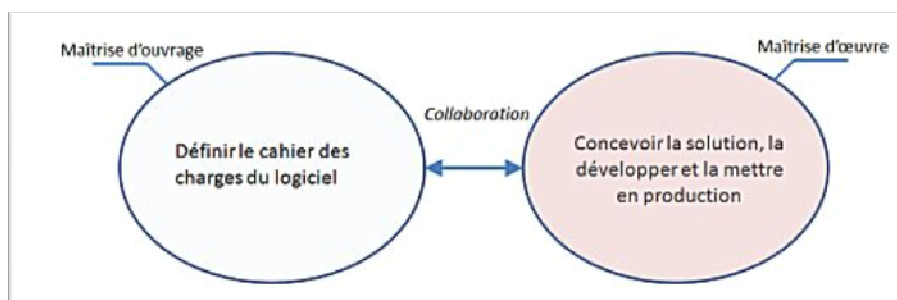 Maîtrise d'ouvrage
Maîtrise d'œuvre
Collaboration
Définir le cahier des
charges du logiciel
Concevoir la solution, la
développer et la mettre
en production